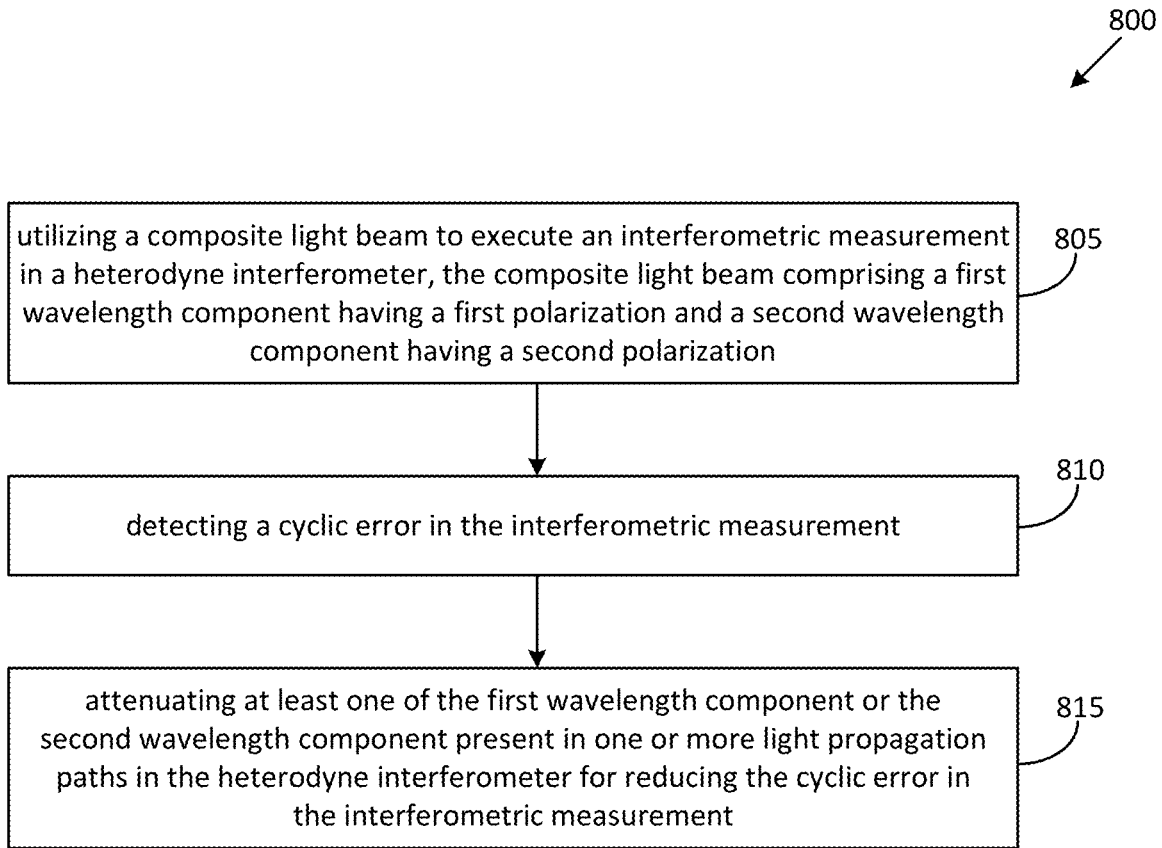 800
utilizing a composite light beam to execute an interferometric measurement
in a heterodyne interferometer, the composite light beam comprising a first
wavelength component having a first polarization and a second wavelength
component having a second polarization
805
810
detecting a cyclic error in the interferometric measurement
attenuating at least one of the first wavelength component or the
second wavelength component present in one or more light propagation
paths in the heterodyne interferometer for reducing the cyclic error in
the interferometric measurement
815